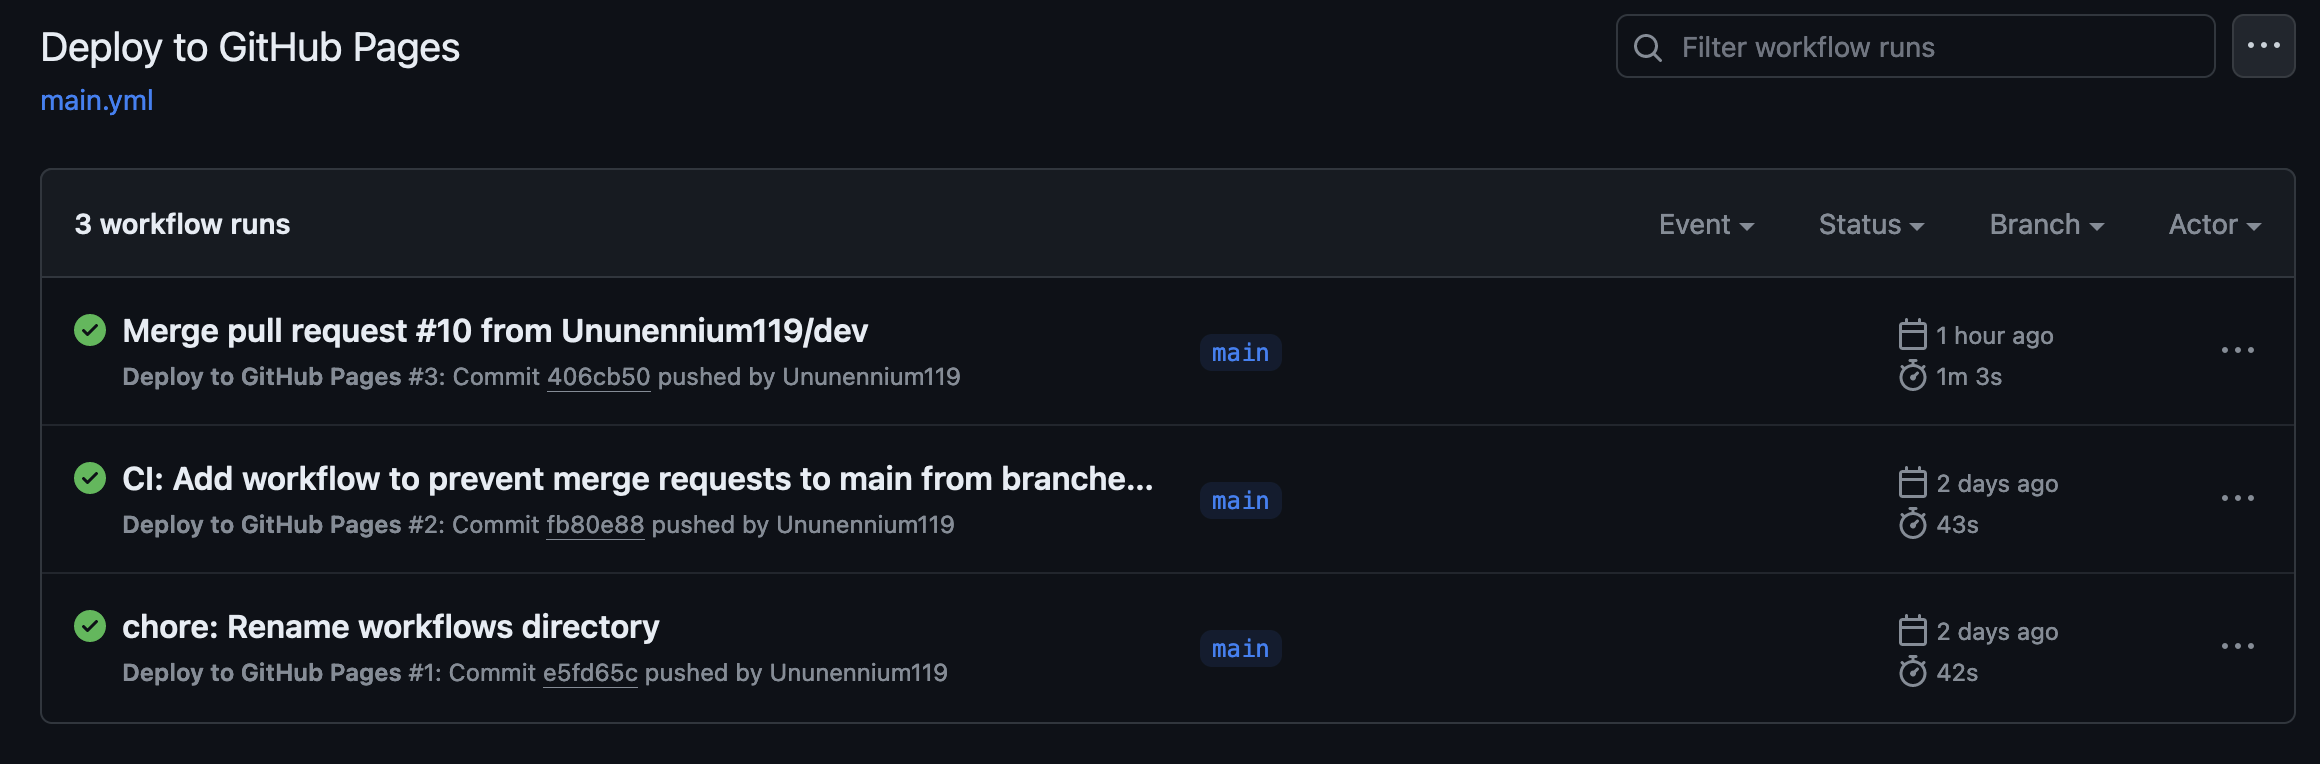 Deploy to GitHub Pages
Filter workflow runs
main.yml
3 workflow runs
Event
Status
Branch
Actor
Merge pull request #10 from Ununennium119/dev
Deploy to GitHub Pages #3: Commit 406cb50 pushed by Ununennium119
main
1 hour ago
1m 3s
CI: Add workflow to prevent merge requests to main from branche...
Deploy to GitHub Pages #2: Commit fb80e88 pushed by Ununennium119
main
2 days ago
43s
chore: Rename workflows directory
Deploy to GitHub Pages #1: Commit e5fd65c pushed by Ununennium119
main
2 days ago
42s